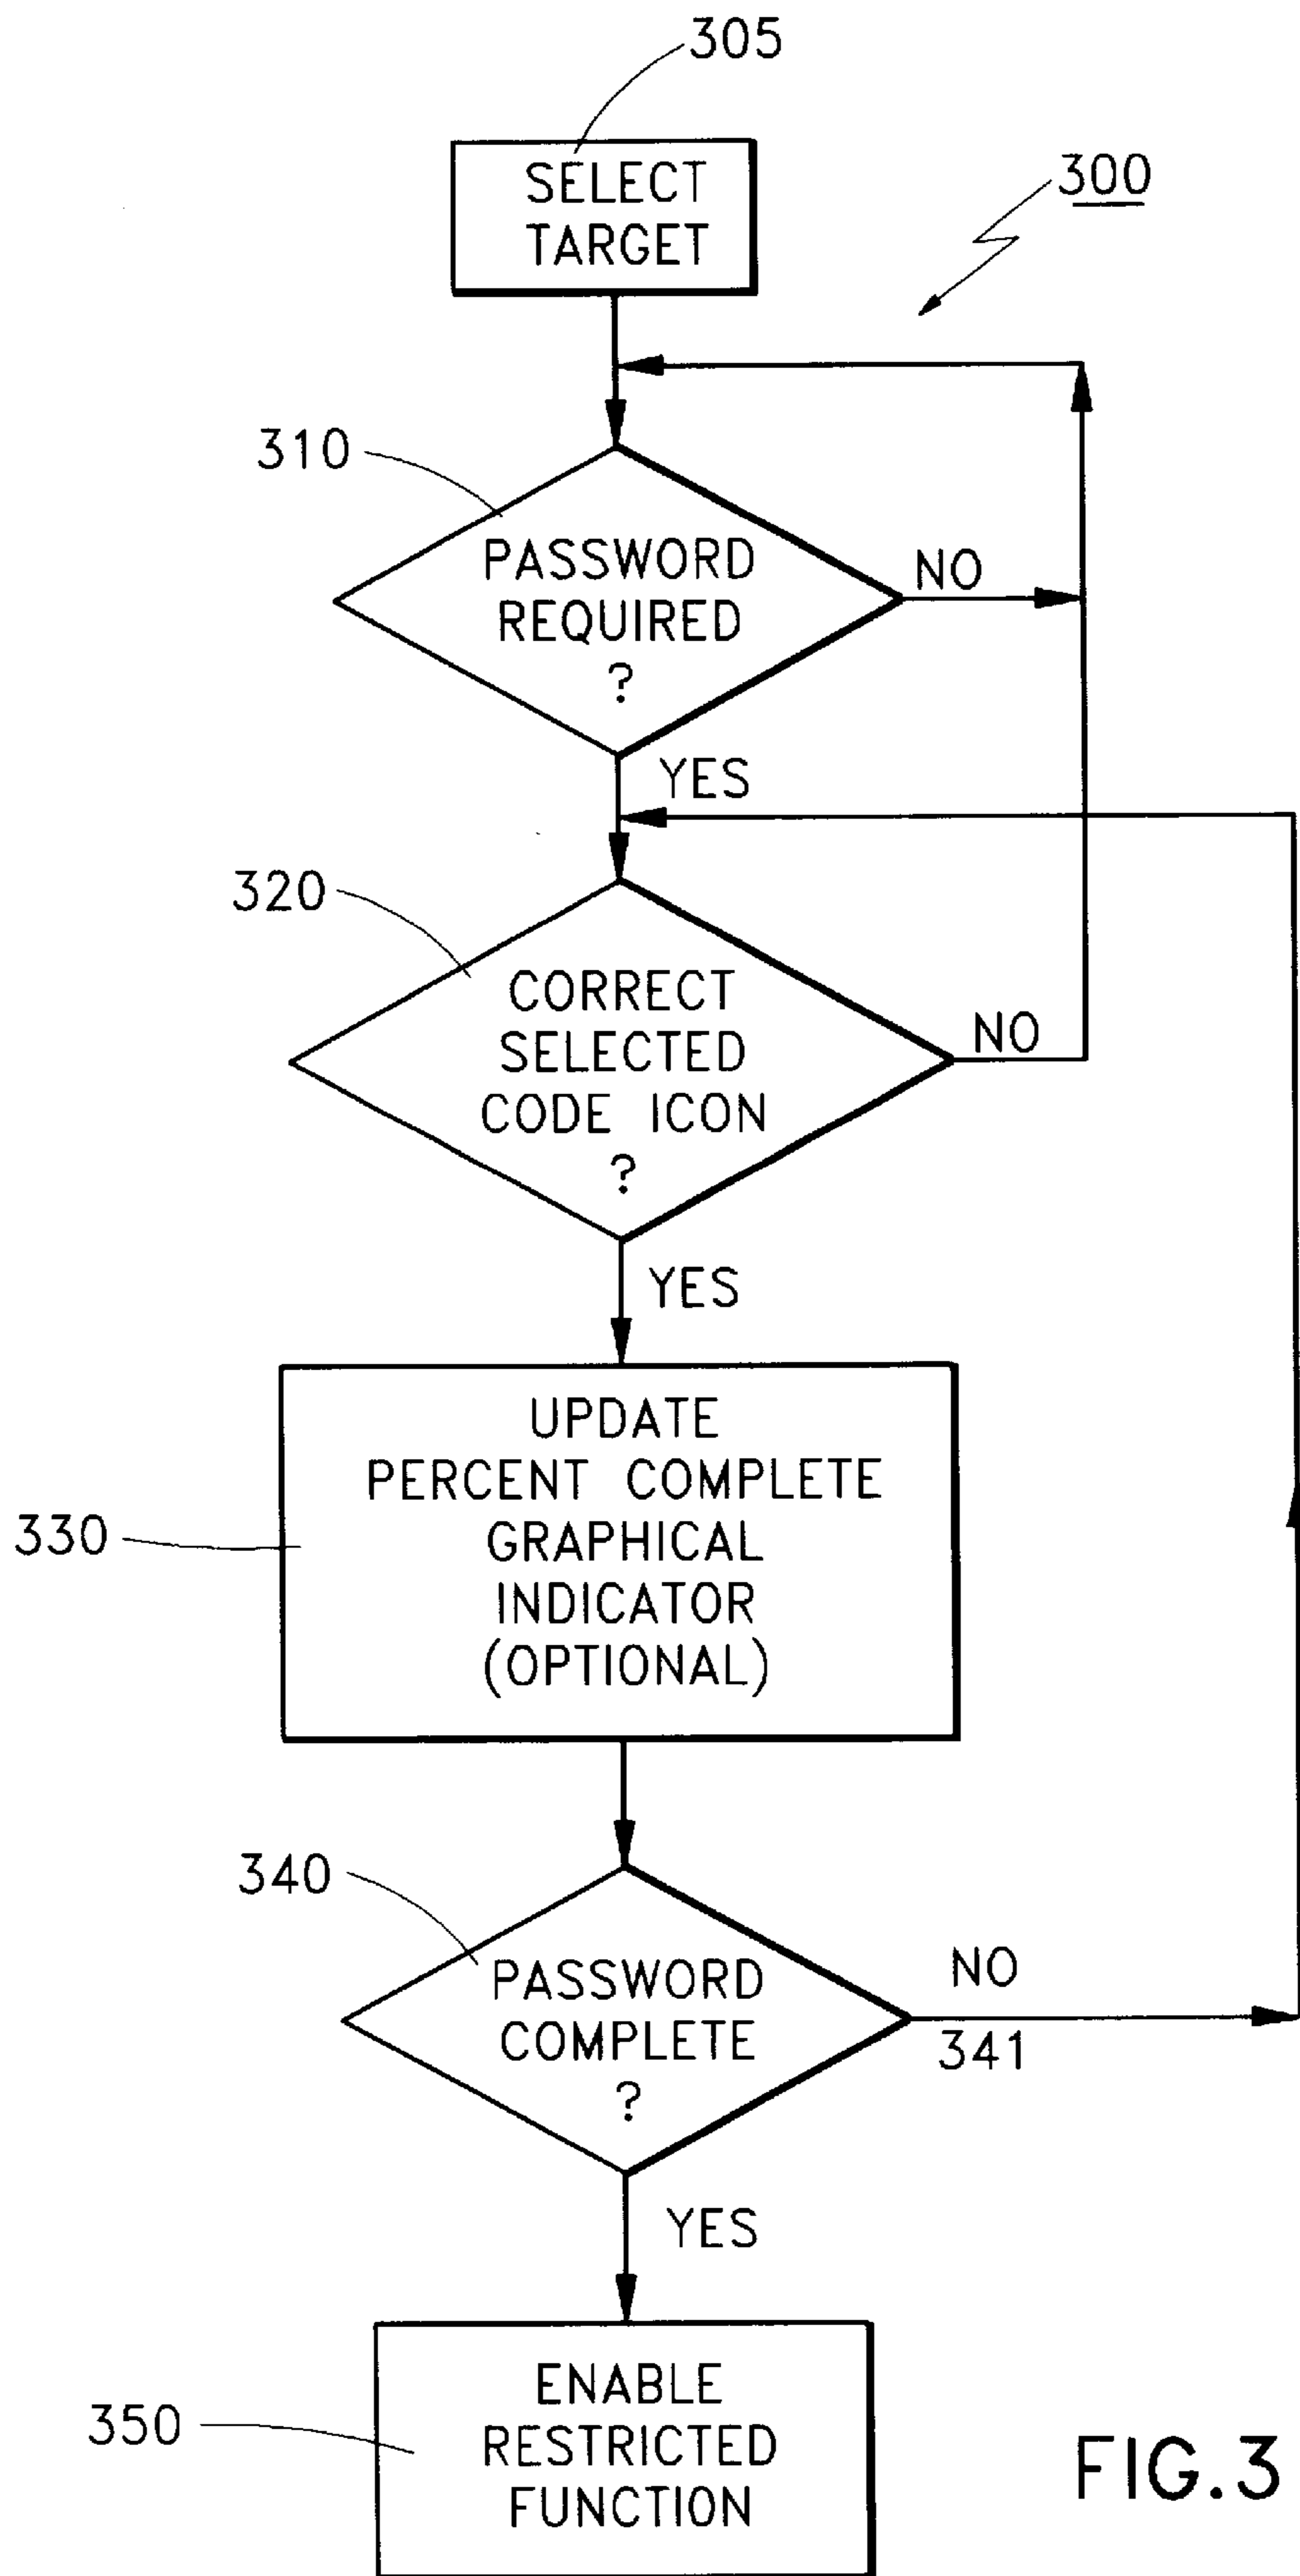 305
SELECT
TARGET
300
310
PASSWORD
REQUIRED
?
NO
YES
320
CORRECT
SELECTED
CODE ICON
?
NO
YES
330
UPDATE
PERCENT COMPLETE
GRAPHICAL
INDICATOR
(OPTIONAL)
340
PASSWORD
COMPLETE
?
NO
341
YES
350
ENABLE
RESTRICTED
FUNCTION
FIG.3